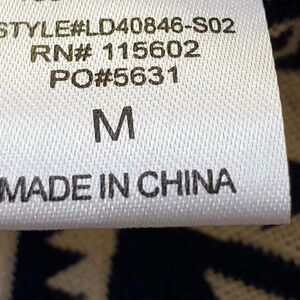 STYLE#LD40846-S02
RN# 115602
PO#5631
M
MADE IN CHINA